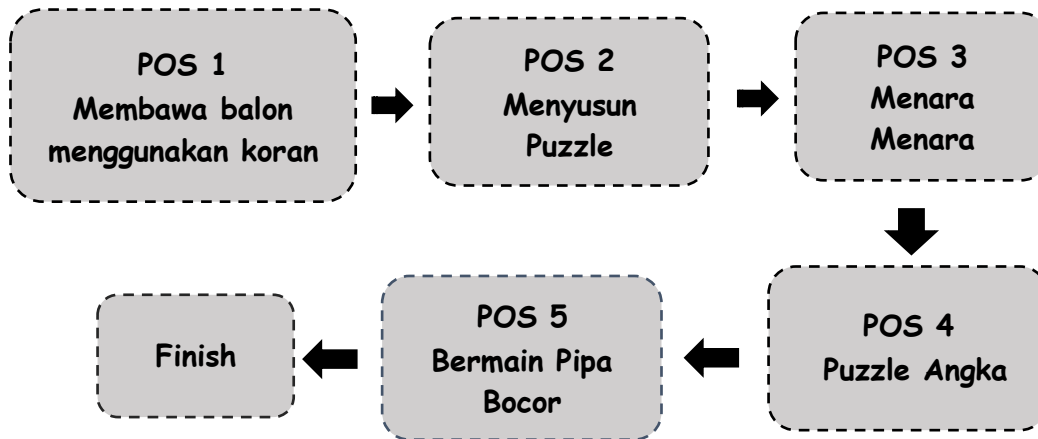 POS 1
Membawa balon
menggunakan koran
POS 2
Menyusun
Puzzle
POS 3
Menara
Menara
POS 4
Puzzle Angka
POS 5
Bermain Pipa
Bocor
Finish